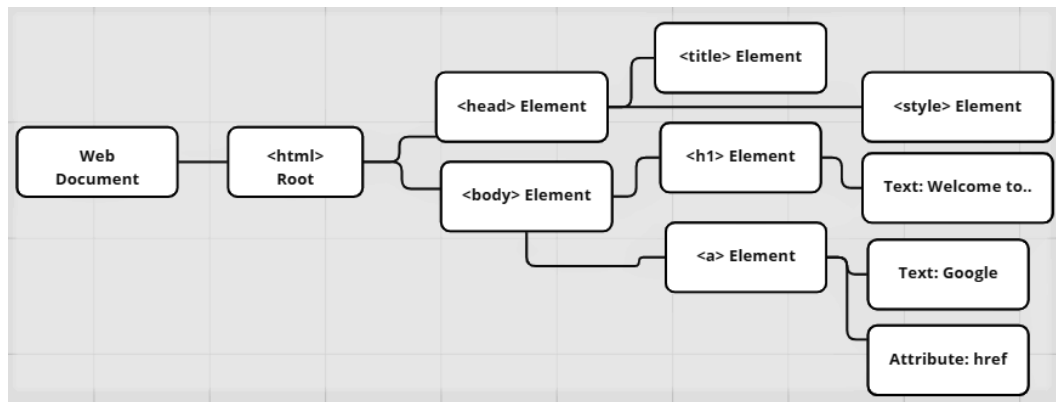 Web
Document
<html>
Root
<head> Element
<title> Element
<style> Element
<body> Element
<h1> Element
Text: Welcome to..
<a> Element
Text: Google
Attribute: href